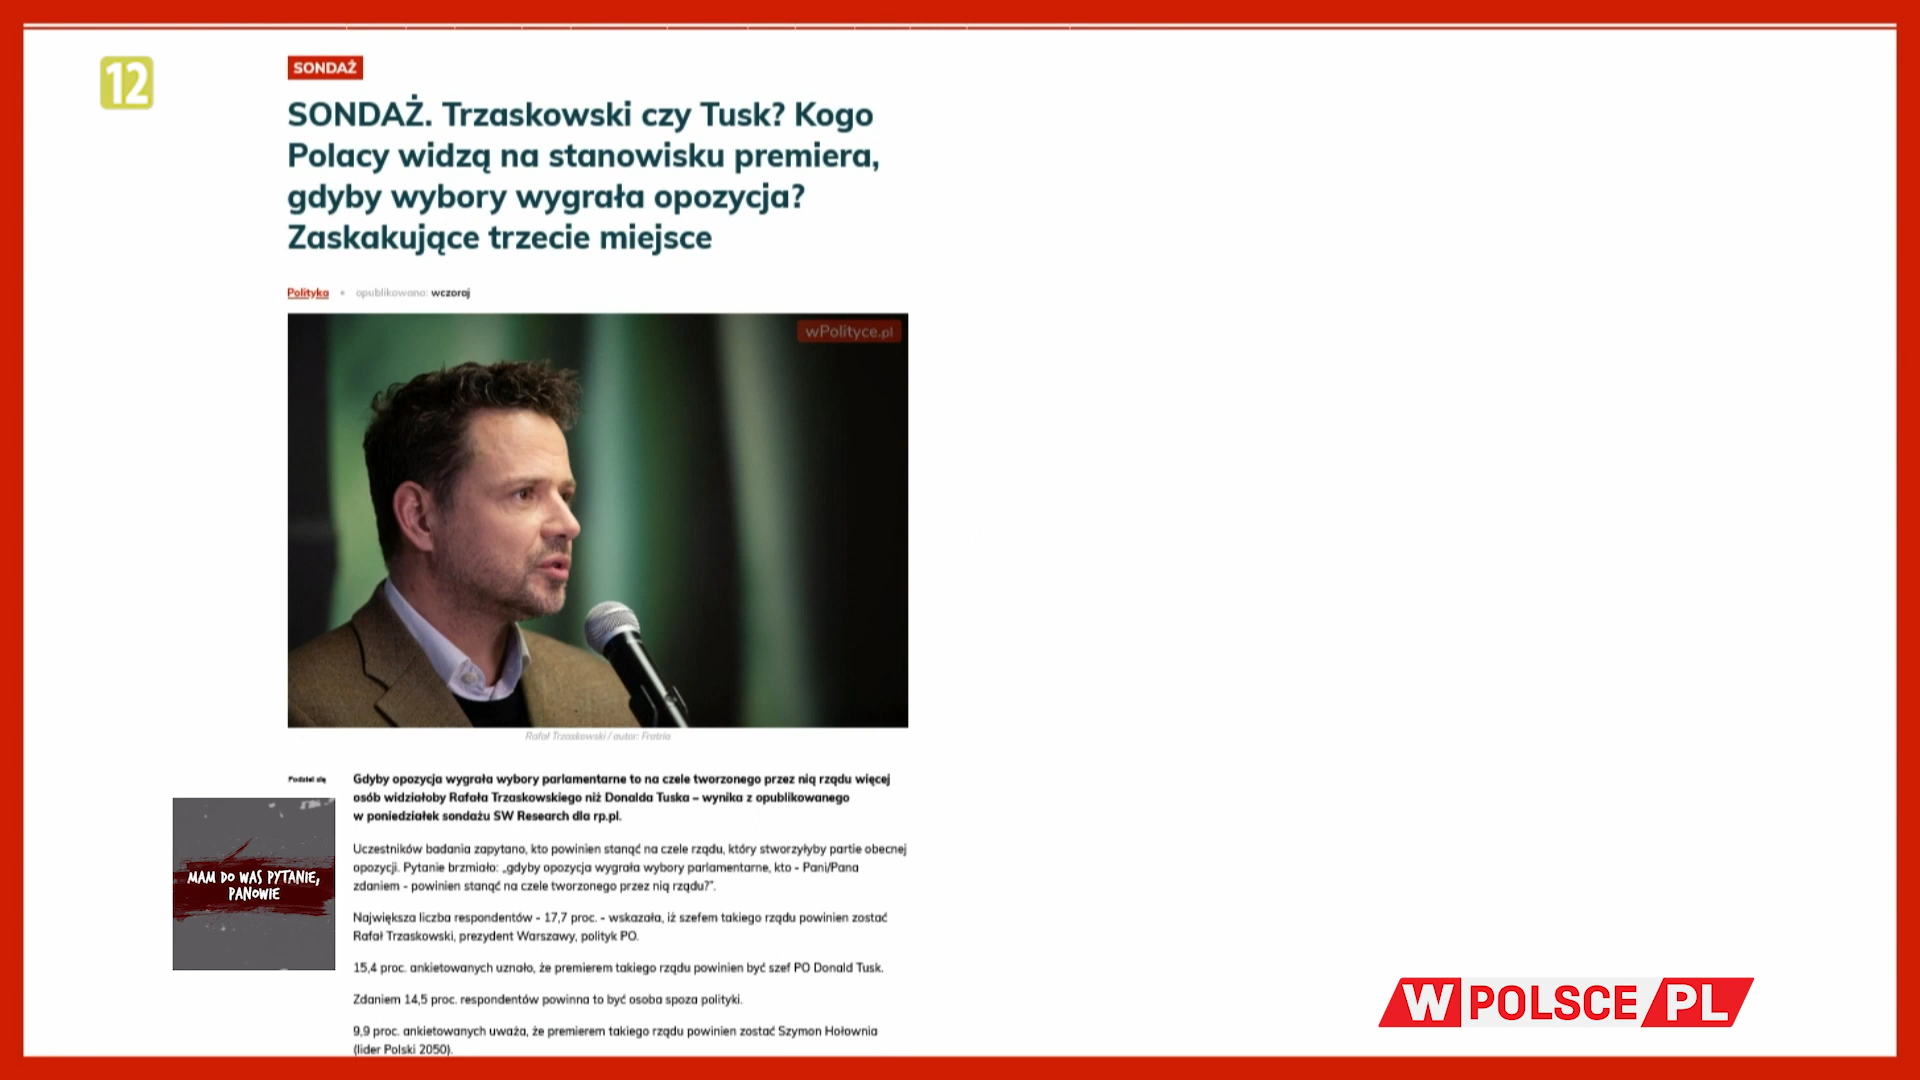 12
SONDAŻ
SONDAŻ. Trzaskowski czy Tusk? Kogo
Polacy widzą na stanowisku premiera,
gdyby wybory wygrała opozycja?
Zaskakujące trzecie miejsce
Polityka • opublikowano: wczoraj
wPolityce.pl
Rafał Trzaskowski / autor: Fratria
Podziel się
Gdyby opozycja wygrała wybory parlamentarne to na czele tworzonego przez nią rządu więcej
osób widziałoby Rafała Trzaskowskiego niż Donalda Tuska – wynika z opublikowanego
w poniedziałek sondażu SW Research dla rp.pl.
Uczestników badania zapytano, kto powinien stanąć na czele rządu, który stworzyłyby partie obecnej
opozycji. Pytanie brzmiało: „gdyby opozycja wygrała wybory parlamentarne, kto - Pani/Pana
zdaniem - powinien stanąć na czele tworzonego przez nią rządu?”.
Największa liczba respondentów - 17,7 proc. - wskazała, iż szefem takiego rządu powinien zostać
Rafał Trzaskowski, prezydent Warszawy, polityk PO.
15,4 proc. ankietowanych uznało, że premierem takiego rządu powinien być szef PO Donald Tusk.
Zdaniem 14,5 proc. respondentów powinna to być osoba spoza polityki.
9,9 proc. ankietowanych uważa, że premierem takiego rządu powinien zostać Szymon Hołownia
(lider Polski 2050).
MAM DO WAS PYTANIE,
PANOWIE
W POLSCE PL